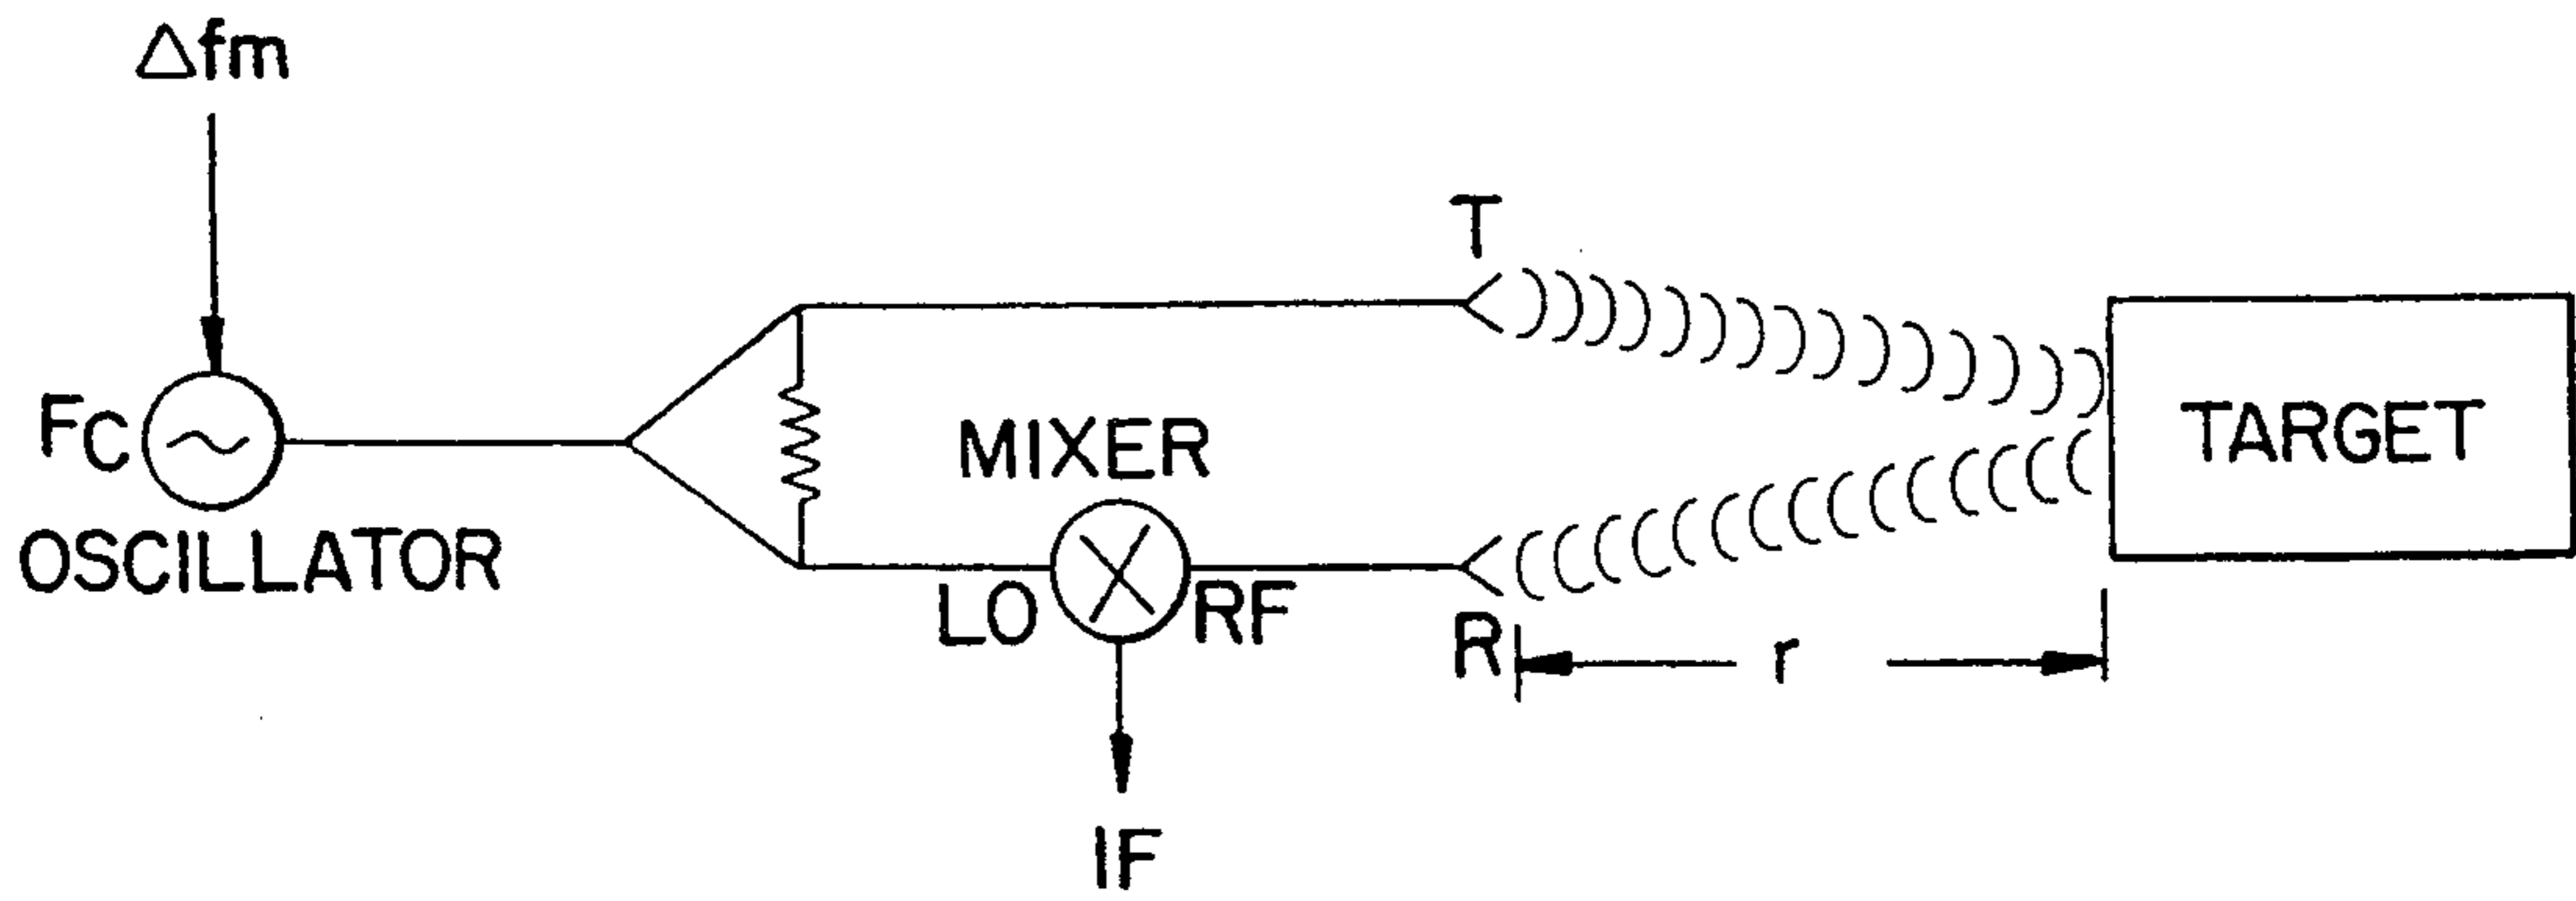 Δfm
T
FC
MIXER
TARGET
OSCILLATOR
LO
RF
R
r
IF